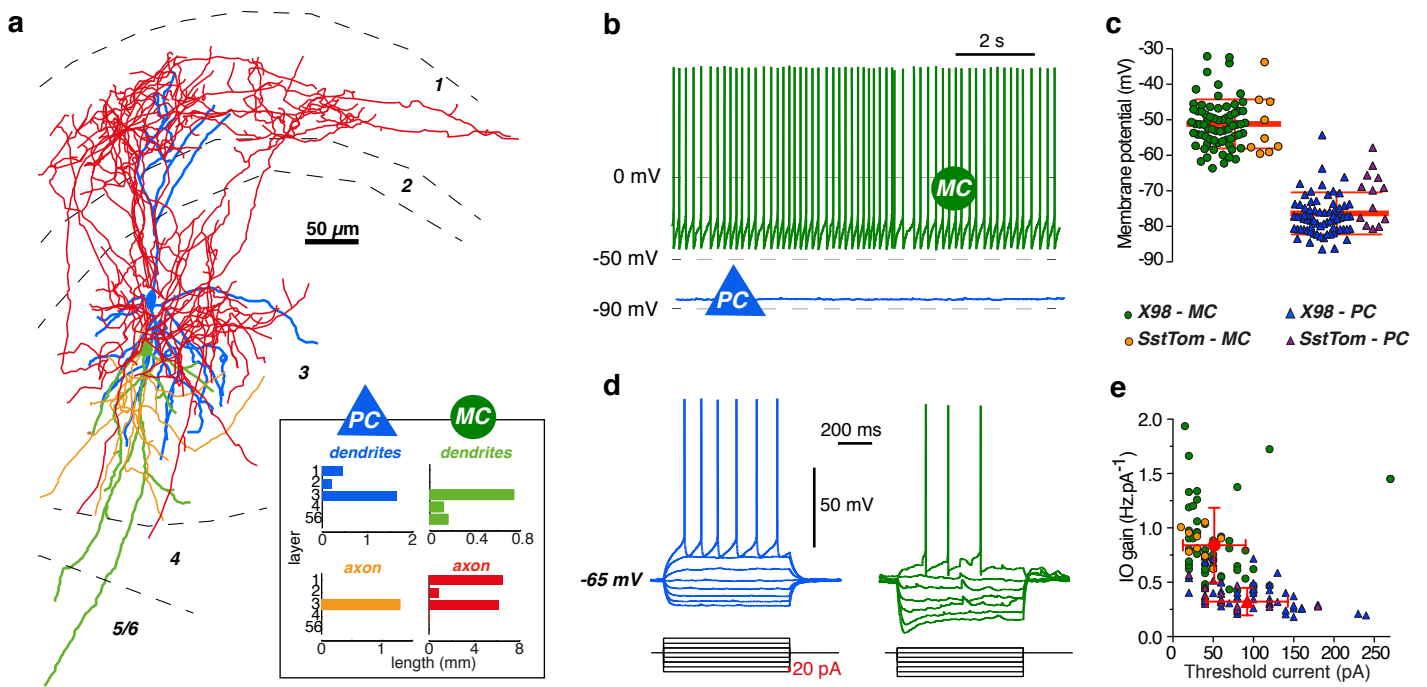 a
1
2
50 µm
3
4
5/6
PC
MC
dendrites
dendrites
layer
1
2
3
4
56
0 1 2
0 0.4 0.8
axon
axon
1
2
3
4
56
0 1
0 4 8
length (mm)
b
2 s
0 mV
MC
-50 mV
PC
-90 mV
c
Membrane potential (mV)
-30
-40
-50
-60
-70
-80
-90
X98 - MC
X98 - PC
SstTom - MC
SstTom - PC
d
200 ms
50 mV
-65 mV
20 pA
e
IO gain (Hz.pA-1)
2.0
1.5
1.0
0.5
0.0
0 50 100 150 200 250
Threshold current (pA)